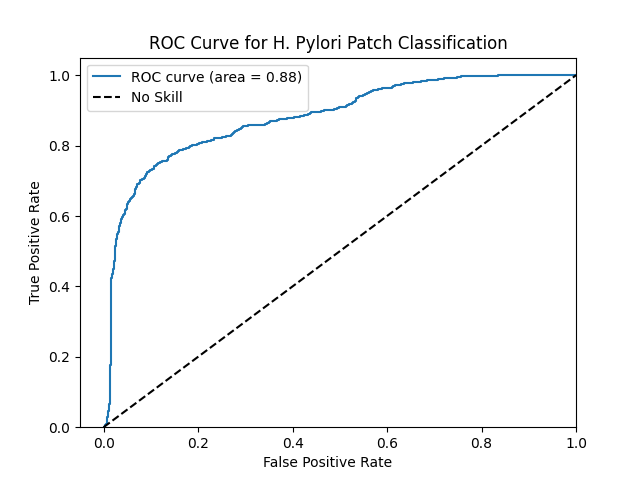 ROC Curve for H. Pylori Patch Classification
ROC curve (area = 0.88)
No Skill
True Positive Rate
1.0
0.8
0.6
0.4
0.2
0.0
0.0 0.2 0.4 0.6 0.8 1.0
False Positive Rate